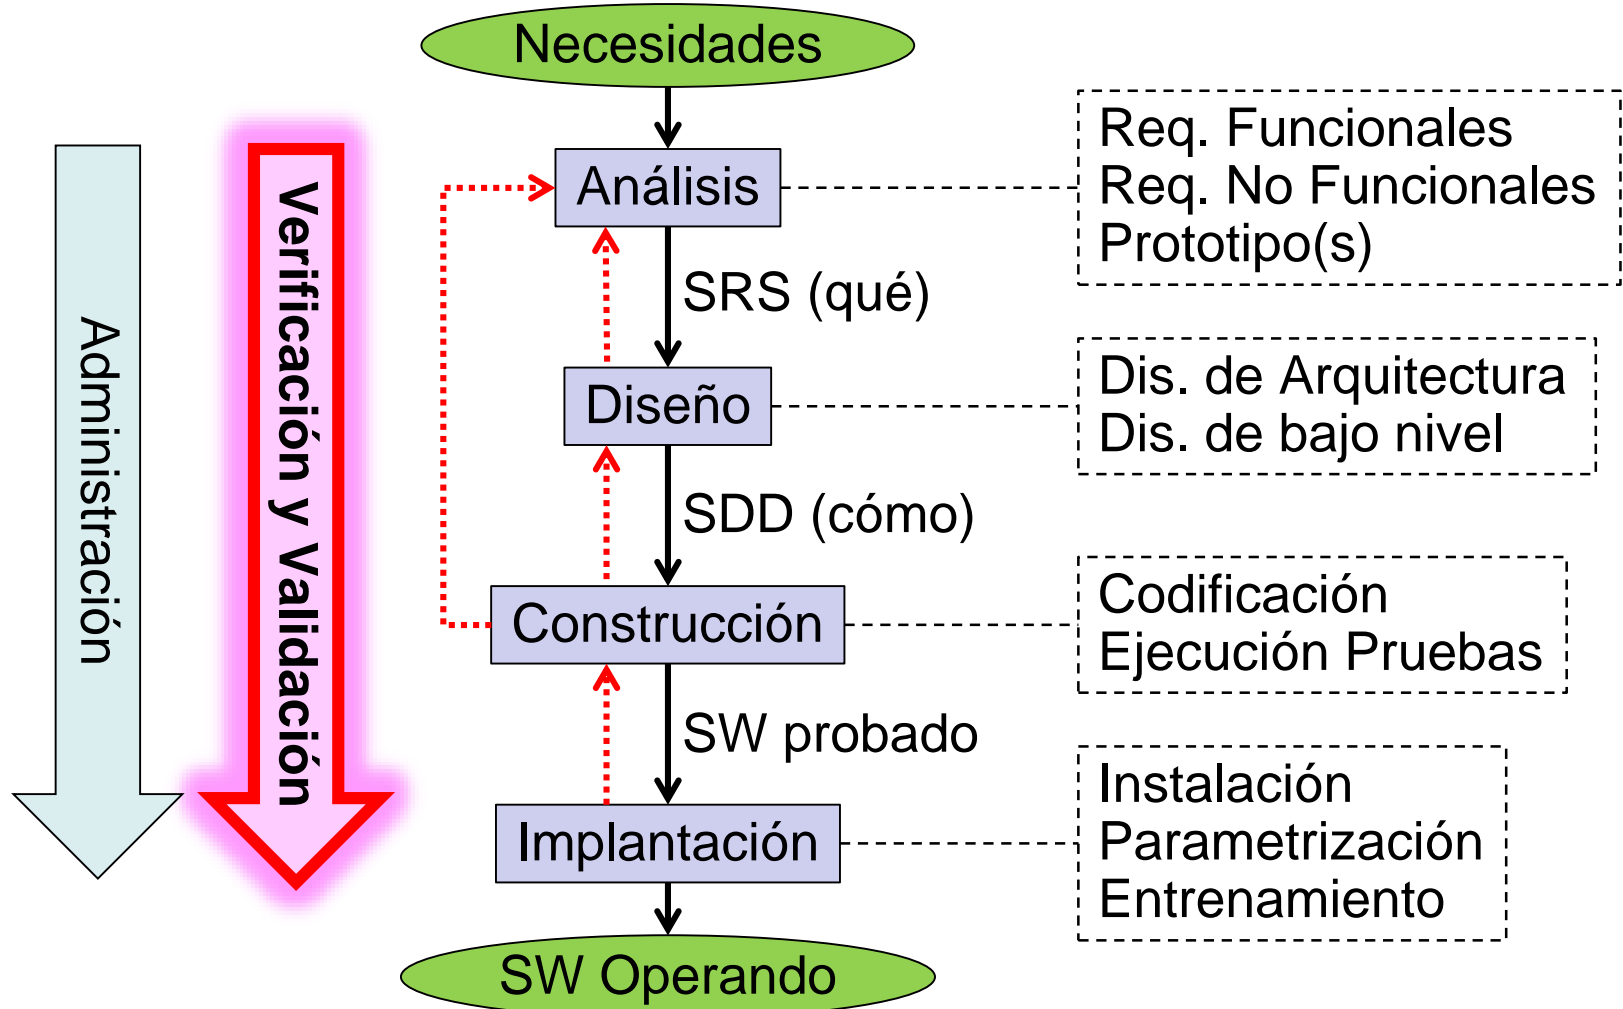 Necesidades
Administración
Verificación y Validación
Análisis
Req. Funcionales
Req. No Funcionales
Prototipo(s)
SRS (qué)
Diseño
Dis. de Arquitectura
Dis. de bajo nivel
SDD (cómo)
Construcción
Codificación
Ejecución Pruebas
SW probado
Implantación
Instalación
Parametrización
Entrenamiento
SW Operando